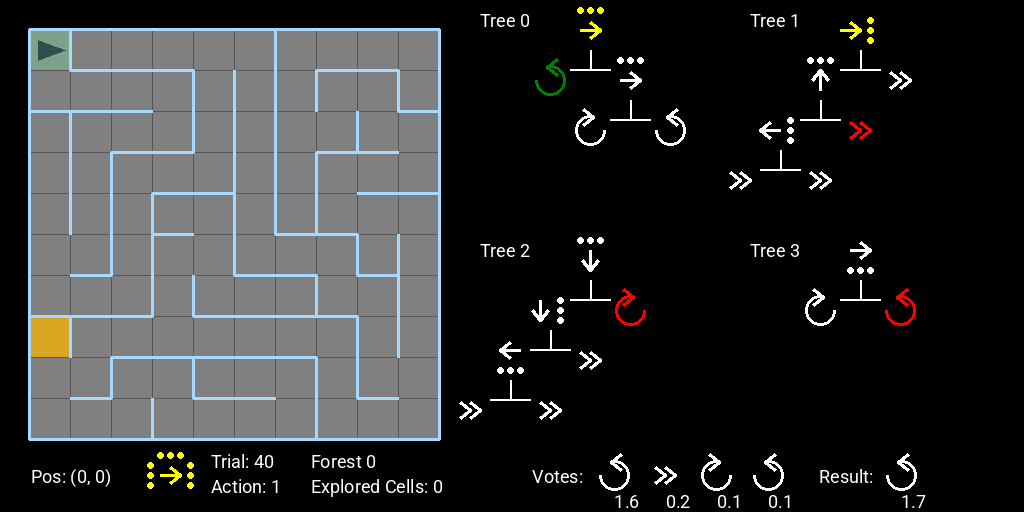 Tree 0
Tree 1
Tree 2
Tree 3
Pos: (0, 0)
Trial: 40
Forest 0
Action: 1
Explored Cells: 0
Votes:
1.6
0.2
0.1
0.1
Result:
1.7